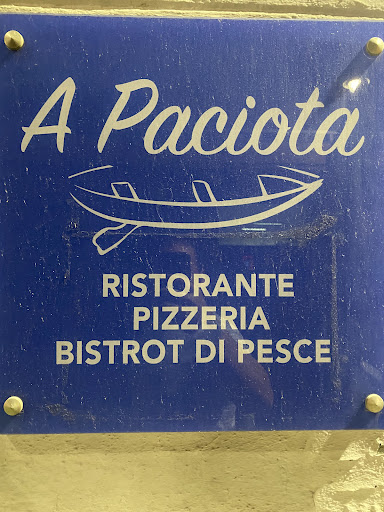 A Paciota
RISTORANTE
PIZZERIA
BISTROT DI PESCE